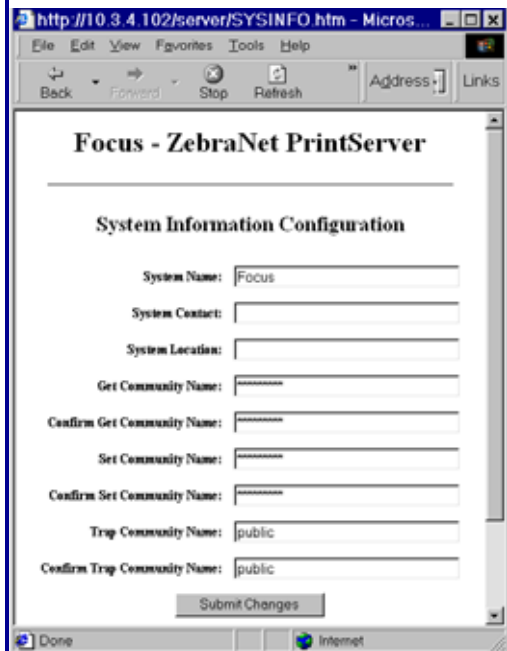 http://10.3.4.102/server/SYSINFO.htm - Micros...
File Edit View Favorites Tools Help
Back Forward Stop Refresh » Address Links
Focus - ZebraNet PrintServer
System Information Configuration
System Name: Focus
System Contact:
System Location:
Get Community Name: *********
Confirm Get Community Name: *********
Set Community Name: *********
Confirm Set Community Name: *********
Trap Community Name: public
Confirm Trap Community Name: public
Submit Changes
Done Internet